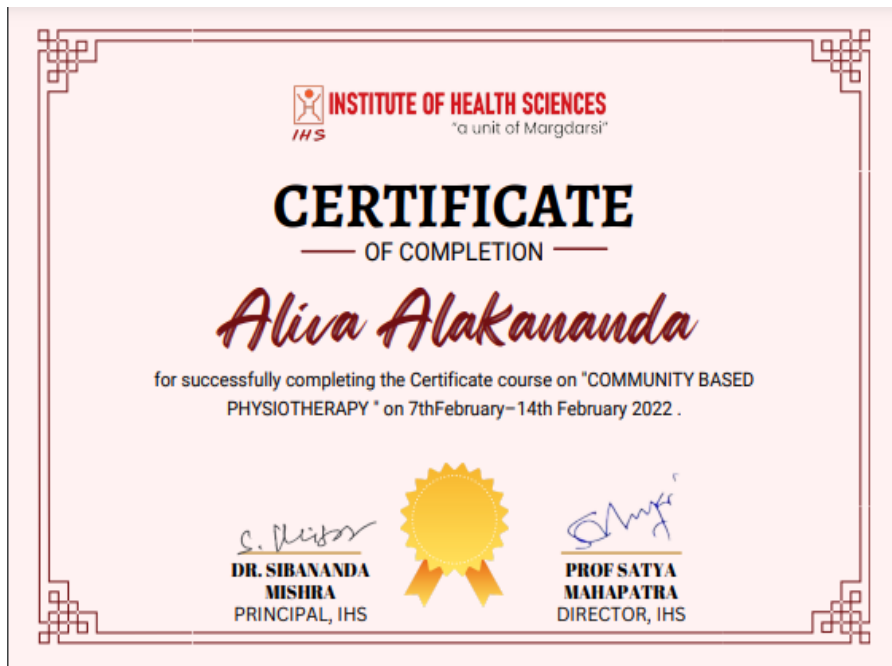 INSTITUTE OF HEALTH SCIENCES
IHS
"a unit of Margdarsi"
CERTIFICATE
OF COMPLETION
Aliva Alakananda
for successfully completing the Certificate course on "COMMUNITY BASED
PHYSIOTHERAPY " on 7thFebruary–14th February 2022 .
S. Mishra
DR. SIBANANDA
MISHRA
PRINCIPAL, IHS
PROF SATYA
MAHAPATRA
DIRECTOR, IHS